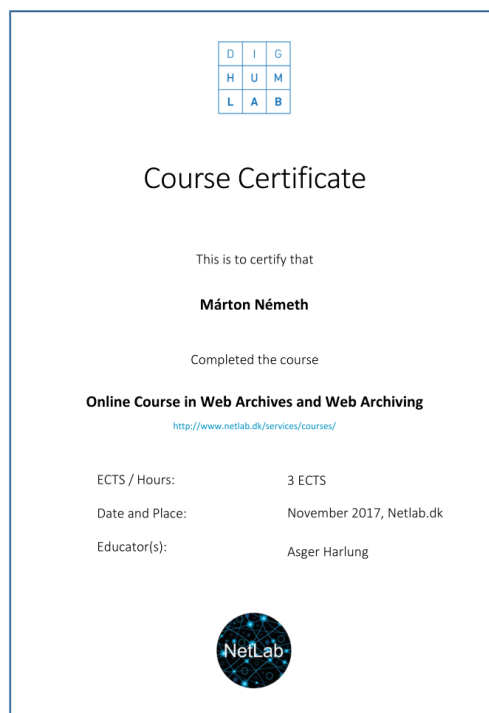 D I G
H U M
L A B
Course Certificate
This is to certify that
Márton Németh
Completed the course
Online Course in Web Archives and Web Archiving
http://www.netlab.dk/services/courses/
ECTS / Hours: 3 ECTS
Date and Place: November 2017, Netlab.dk
Educator(s): Asger Harlung
NetLab